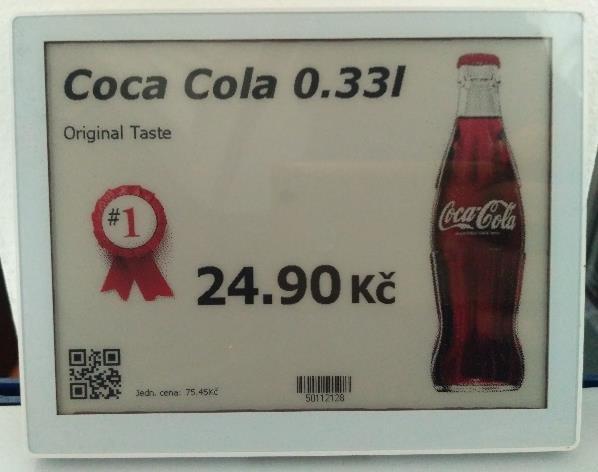 Coca Cola 0.33l
Original Taste
#1
Coca-Cola
24.90 Kč
Jedn. cena: 75.45Kč
50112128